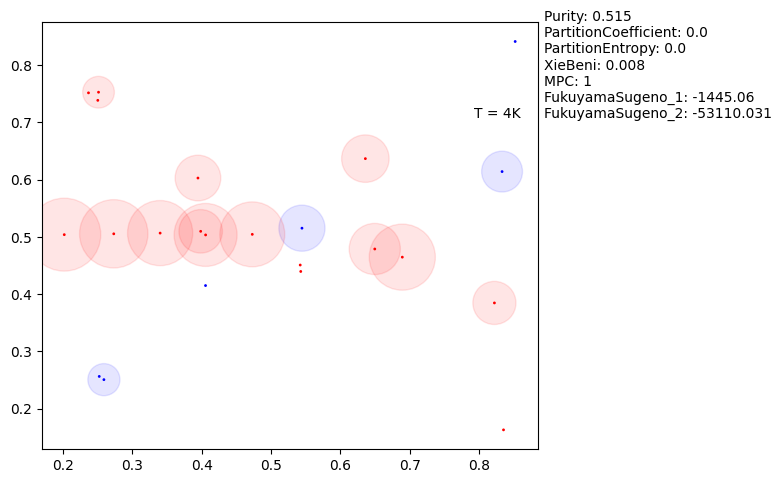 Purity: 0.515
PartitionCoefficient: 0.0
PartitionEntropy: 0.0
XieBeni: 0.008
MPC: 1
FukuyamaSugeno_1: -1445.06
FukuyamaSugeno_2: -53110.031
T = 4K
0.8
0.7
0.6
0.5
0.4
0.3
0.2
0.2 0.3 0.4 0.5 0.6 0.7 0.8